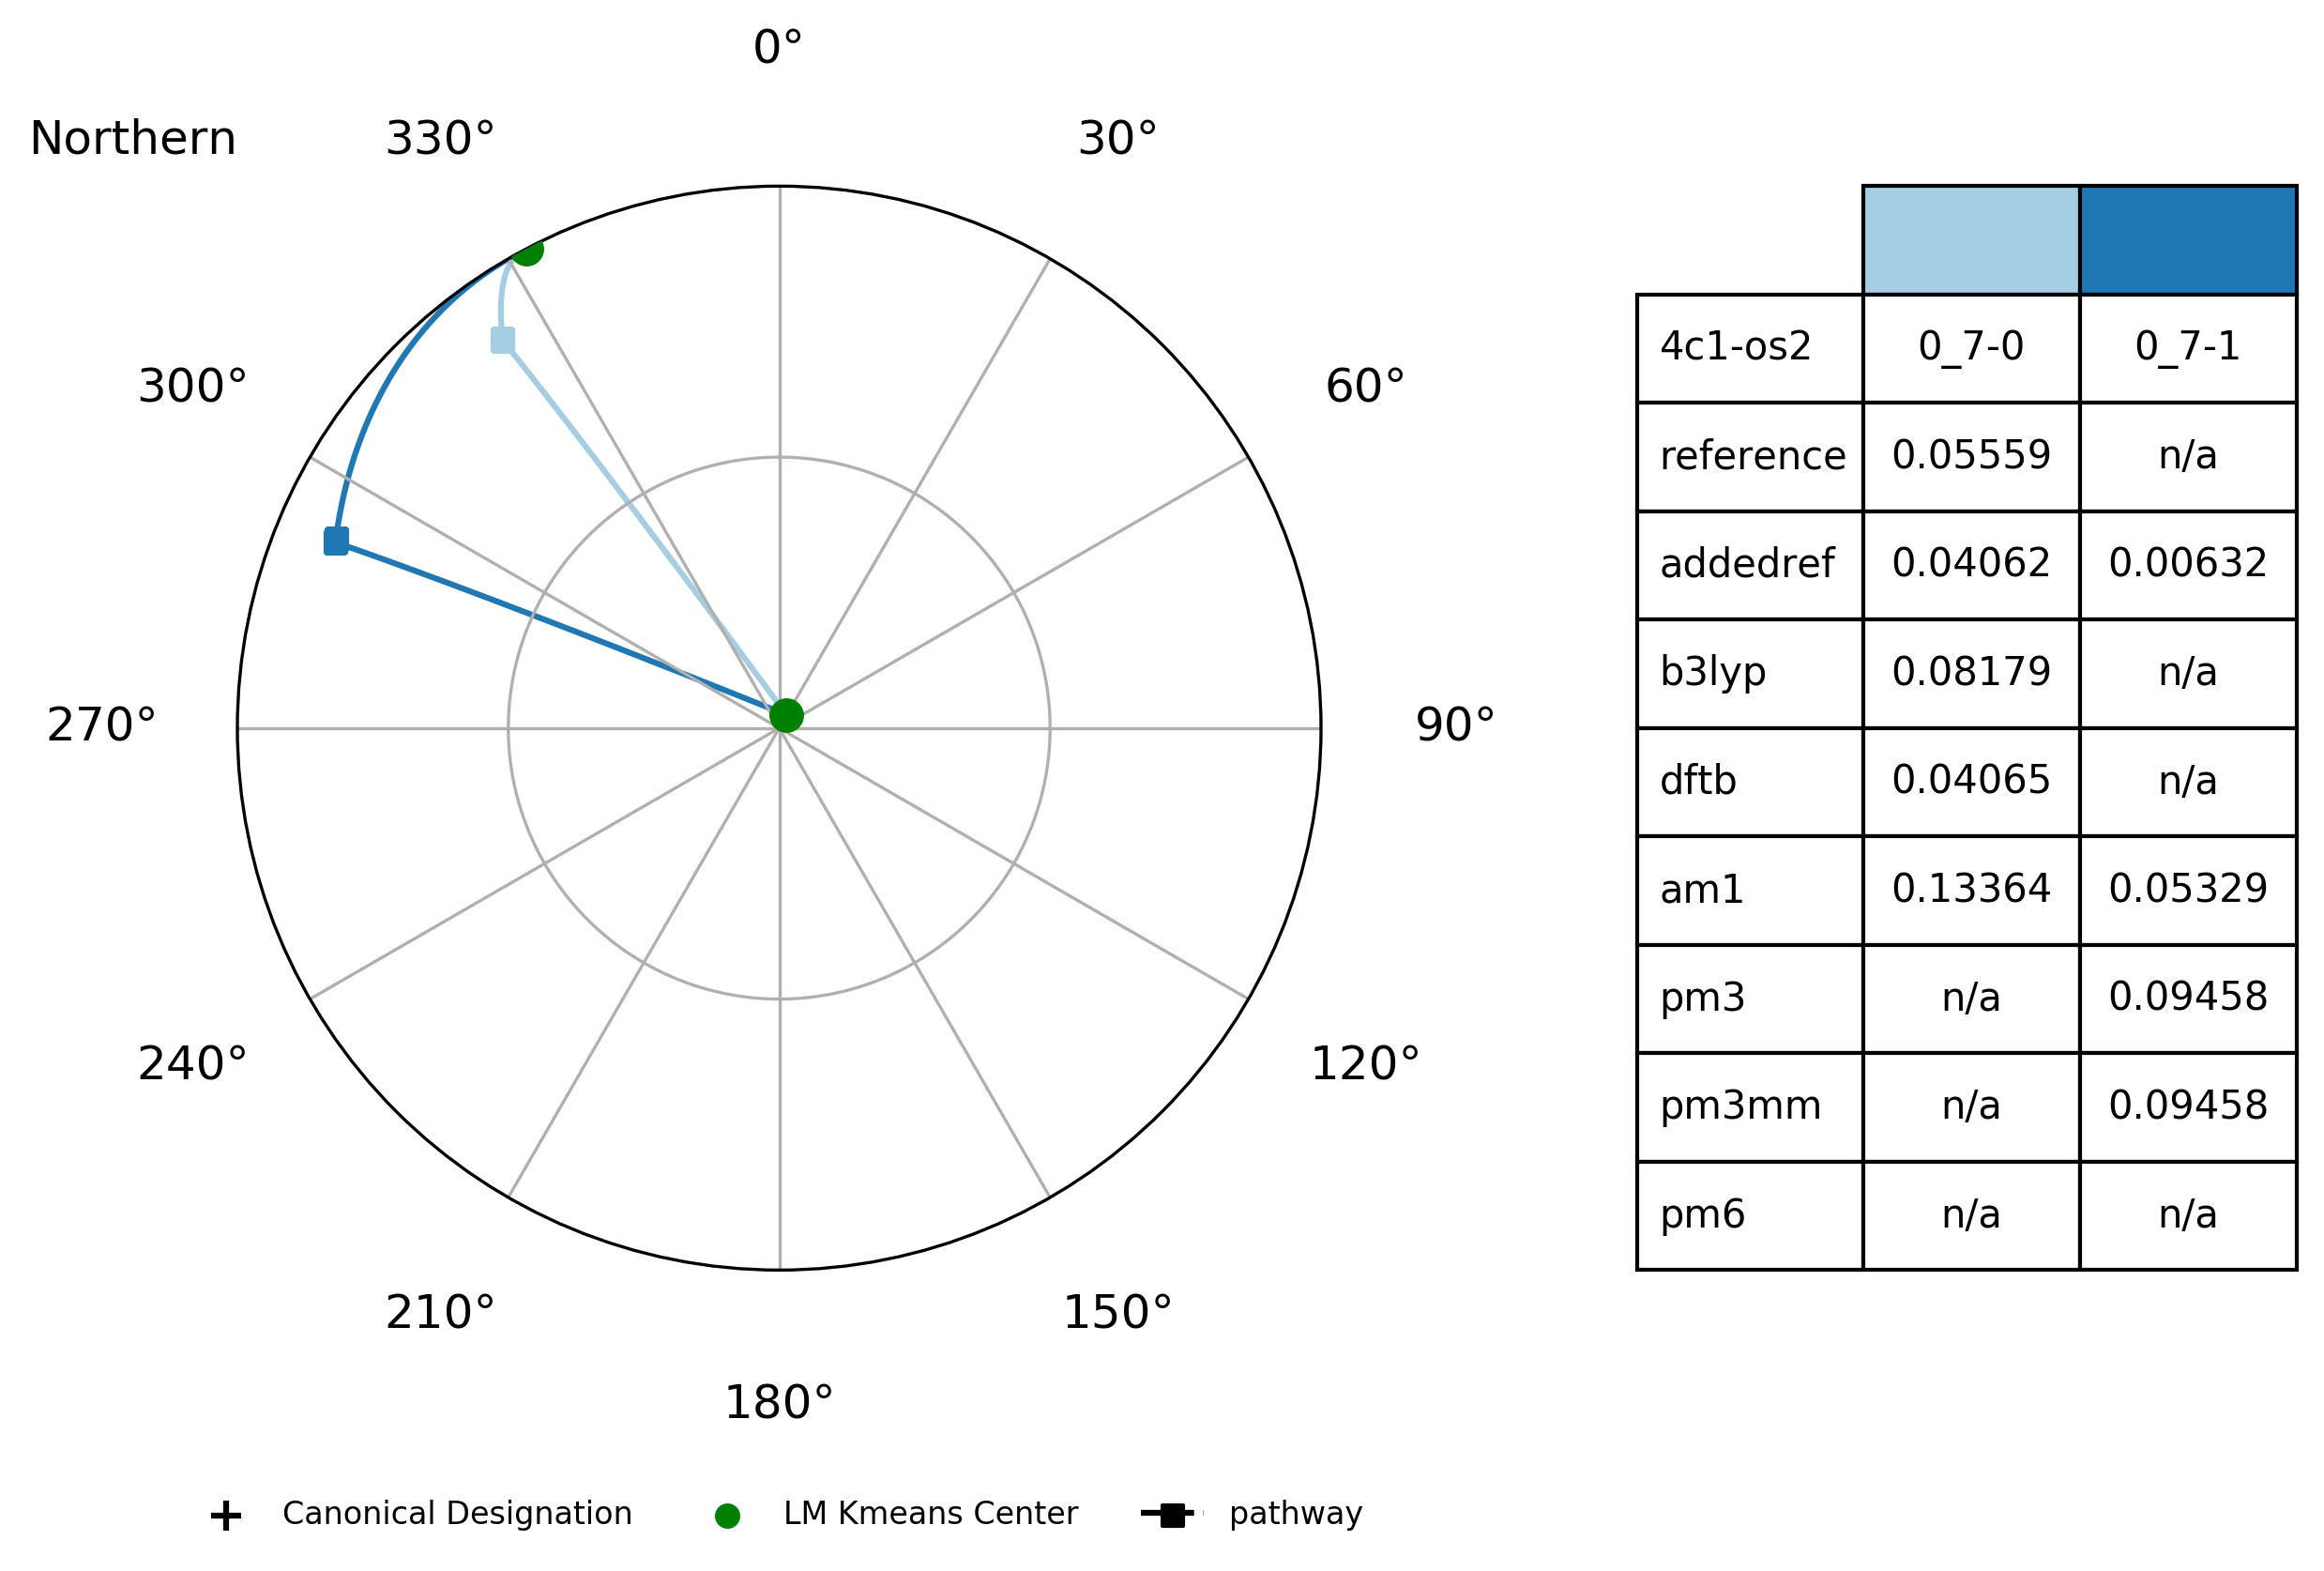 0°
Northern
330°
30°
300°
60°
270°
90°
240°
120°
210°
150°
180°
4c1-os2 0_7-0 0_7-1
reference 0.05559 n/a
addedref 0.04062 0.00632
b3lyp 0.08179 n/a
dftb 0.04065 n/a
am1 0.13364 0.05329
pm3 n/a 0.09458
pm3mm n/a 0.09458
pm6 n/a n/a
Canonical Designation
LM Kmeans Center
pathway